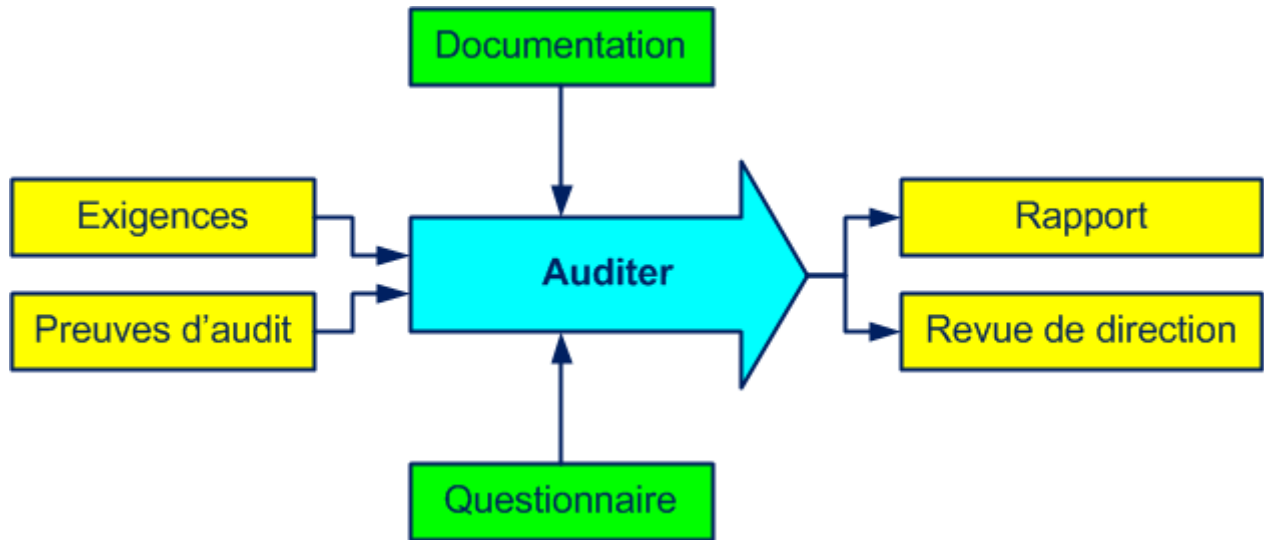 Documentation
Exigences
Auditer
Rapport
Preuves d’audit
Revue de direction
Questionnaire